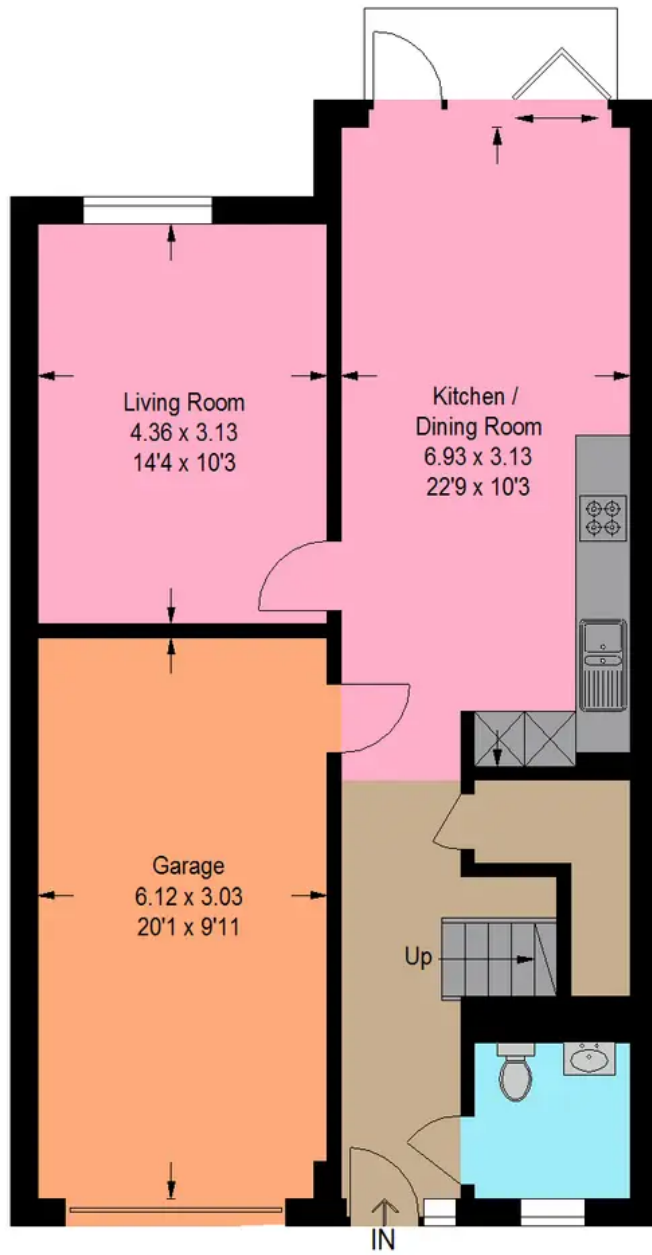 Living Room
4.36 x 3.13
14'4 x 10'3
Kitchen /
Dining Room
6.93 x 3.13
22'9 x 10'3
Garage
6.12 x 3.03
20'1 x 9'11
Up
IN